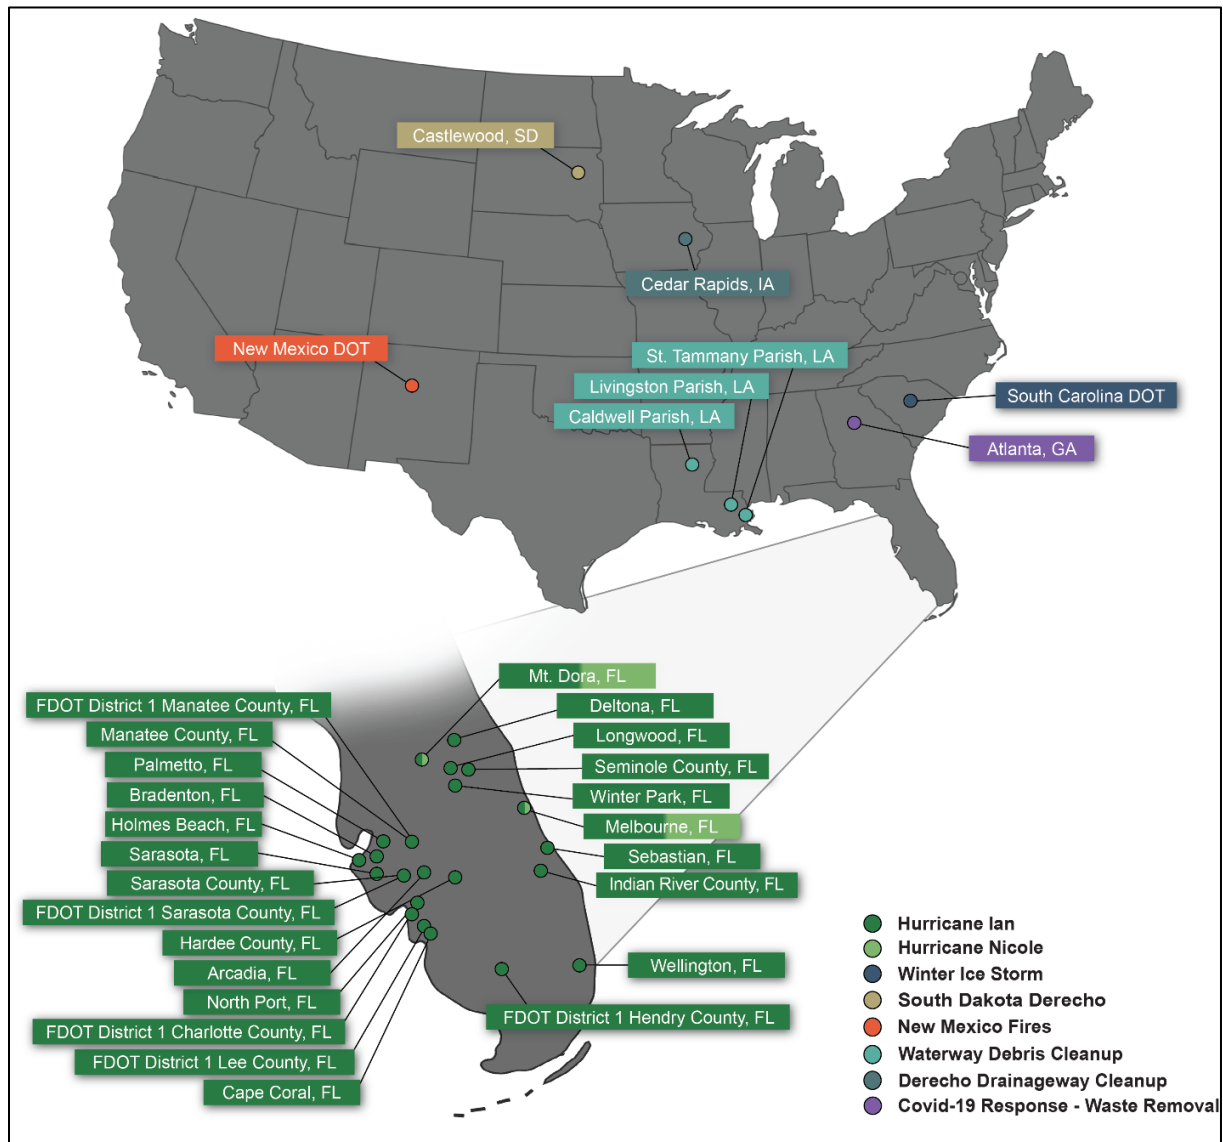 Castlewood, SD
Cedar Rapids, IA
New Mexico DOT
St. Tammany Parish, LA
Livingston Parish, LA
Caldwell Parish, LA
South Carolina DOT
Atlanta, GA
Mt. Dora, FL
Deltona, FL
Longwood, FL
Seminole County, FL
Winter Park, FL
Melbourne, FL
Sebastian, FL
Indian River County, FL
Wellington, FL
FDOT District 1 Hendry County, FL
FDOT District 1 Manatee County, FL
Manatee County, FL
Palmetto, FL
Bradenton, FL
Holmes Beach, FL
Sarasota, FL
Sarasota County, FL
FDOT District 1 Sarasota County, FL
Hardee County, FL
Arcadia, FL
North Port, FL
FDOT District 1 Charlotte County, FL
FDOT District 1 Lee County, FL
Cape Coral, FL
Hurricane Ian
Hurricane Nicole
Winter Ice Storm
South Dakota Derecho
New Mexico Fires
Waterway Debris Cleanup
Derecho Drainageway Cleanup
Covid-19 Response - Waste Removal